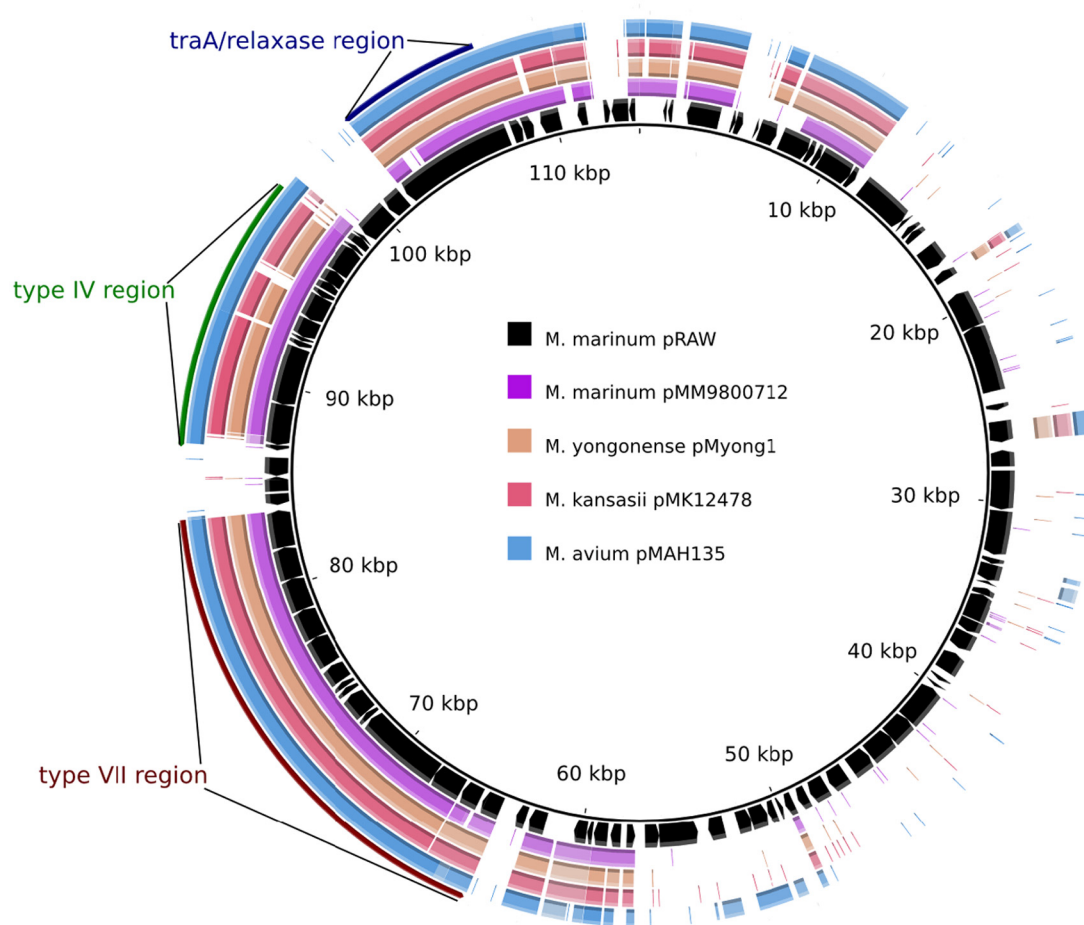 traA/relaxase region
110 kbp
10 kbp
100 kbp
type IV region
20 kbp
M. marinum pRAW
90 kbp
M. marinum pMM9800712
M. yongonense pMyong1
30 kbp
M. kansasii pMK12478
80 kbp
M. avium pMAH135
40 kbp
70 kbp
50 kbp
type VII region
60 kbp